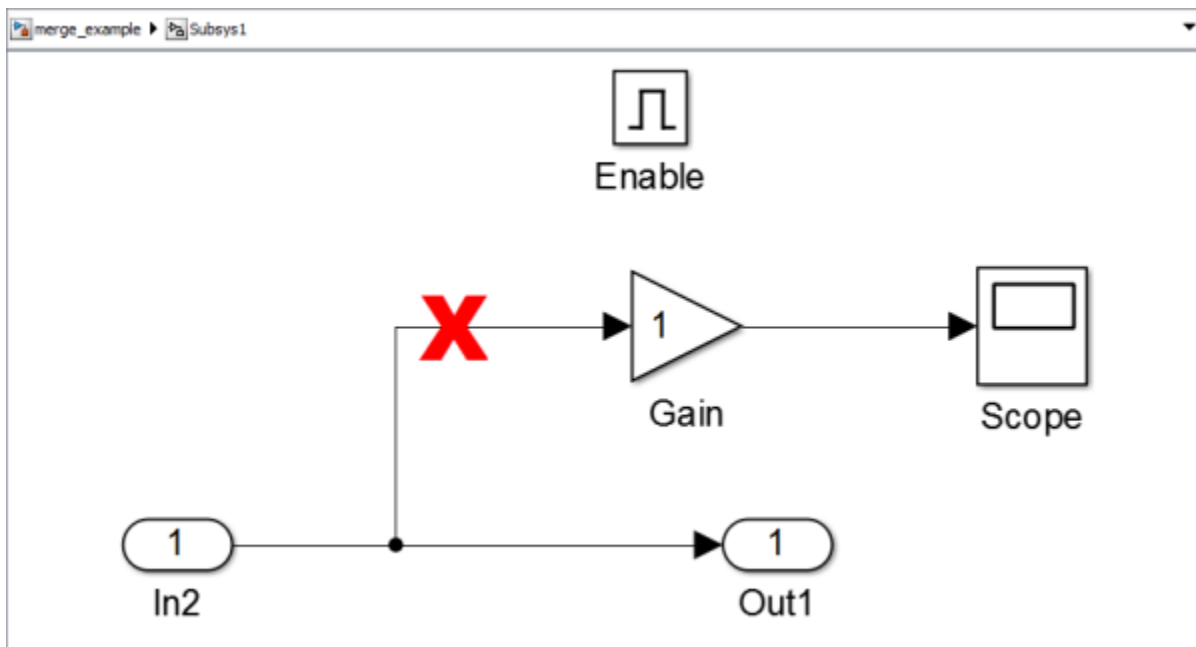 merge_example Subsys1
Enable
1
Gain
Scope
1
In2
1
Out1